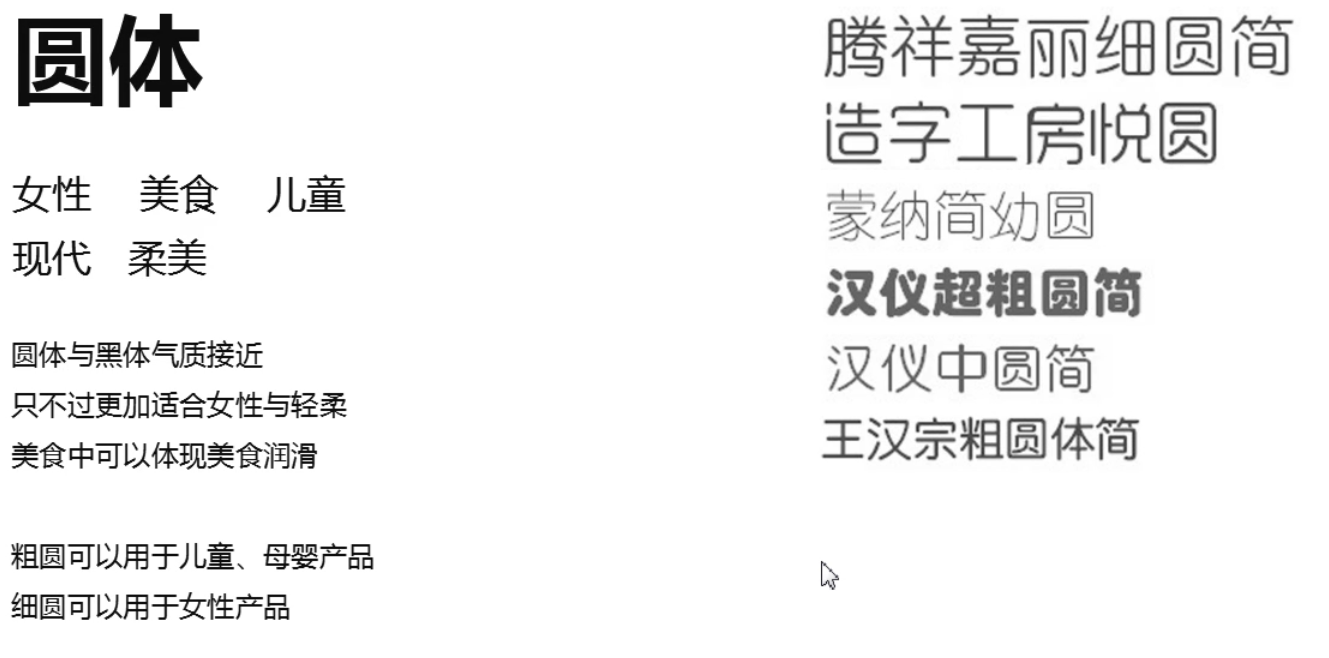 圆体
女性 美食 儿童
现代 柔美
圆体与黑体气质接近
只不过更加适合女性与轻柔
美食中可以体现美食润滑
粗圆可以用于儿童、母婴产品
细圆可以用于女性产品
腾祥嘉丽细圆简
造字工房悦圆
蒙纳简幼圆
汉仪超粗圆简
汉仪中圆简
王汉宗粗圆体简